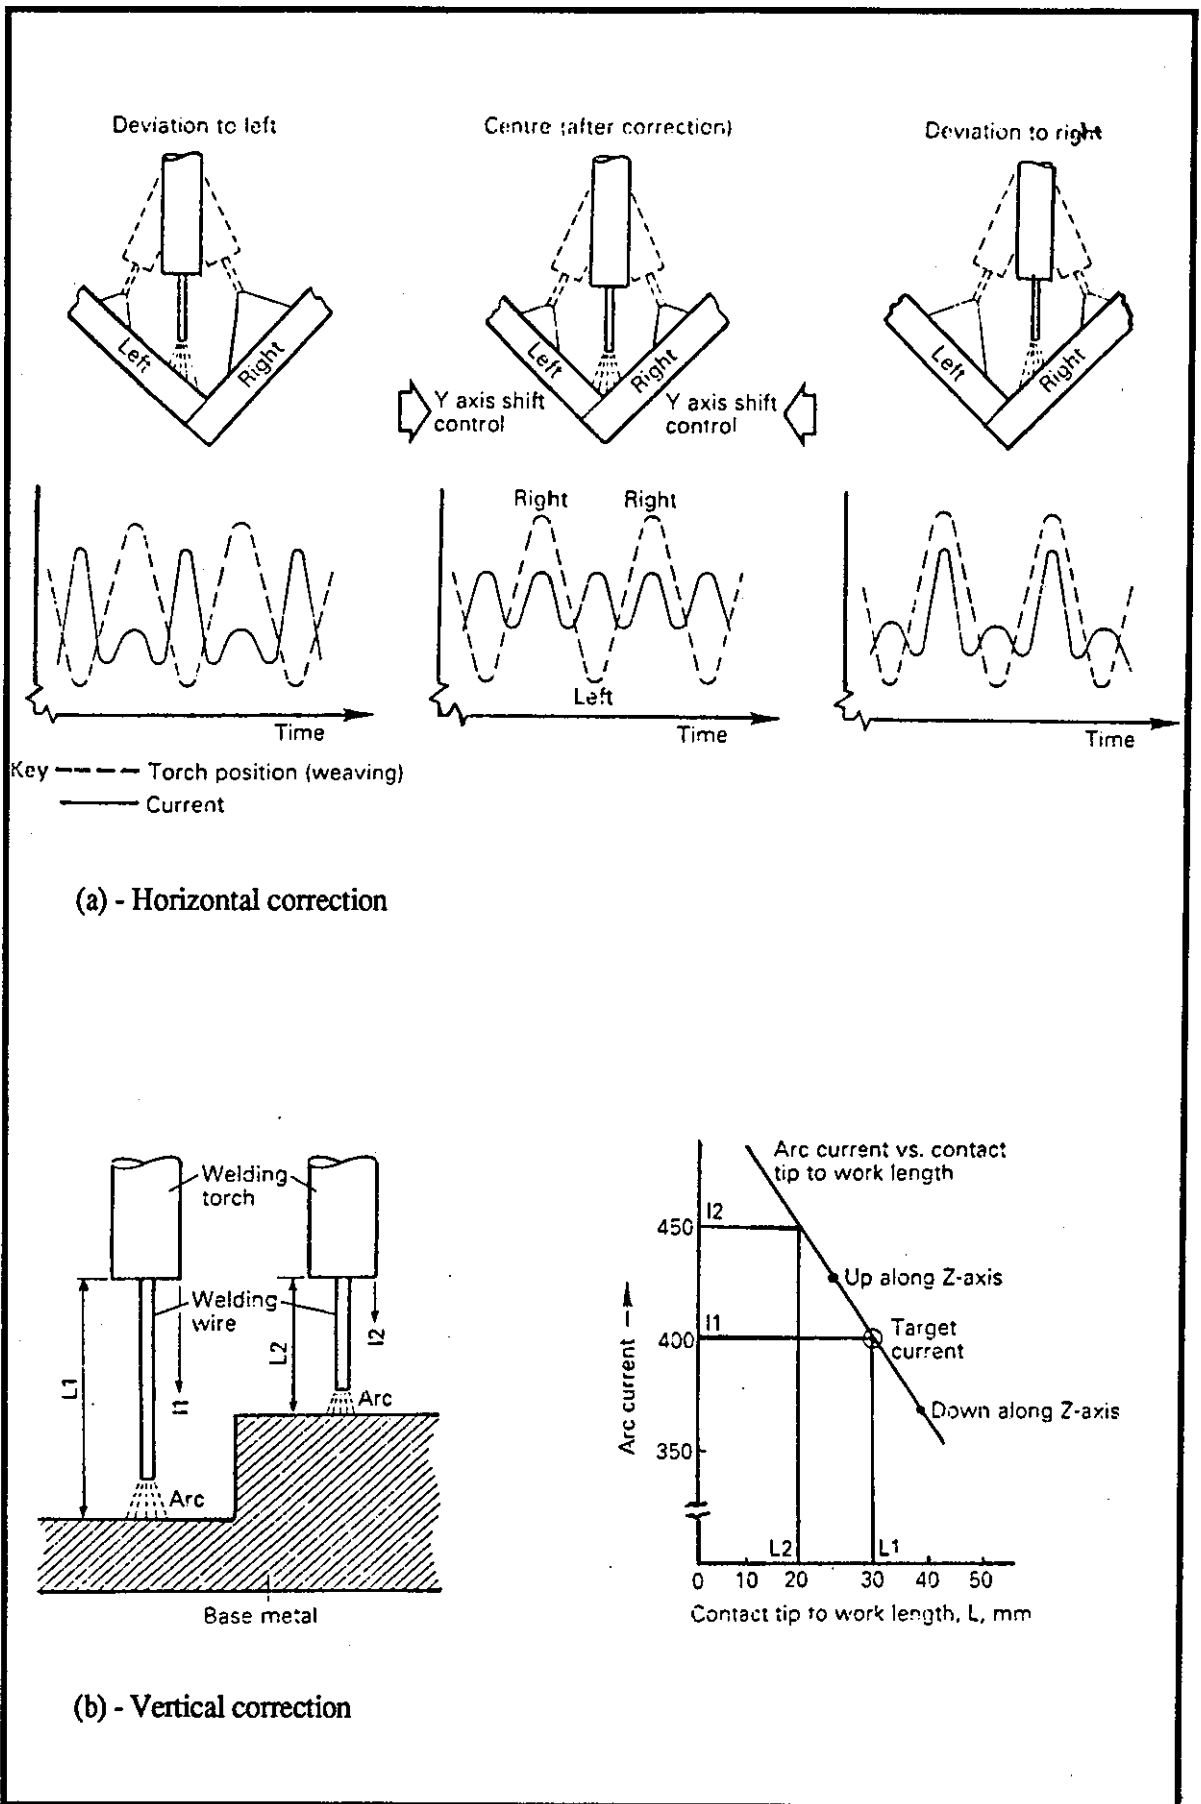 Deviation to left
Centre (after correction)
Deviation to right
Left
Right
Left
Right
Left
Right
Y axis shift
control
Y axis shift
control
Right
Right
Left
Time
Time
Time
Key
Torch position (weaving)
Current
(a) - Horizontal correction
Welding
torch
Welding
wire
L1
I1
L2
I2
Arc
Arc
Base metal
Arc current vs. contact
tip to work length
450
I2
Up along Z-axis
400
I1
Target
current
Down along Z-axis
350
Arc current
L2
L1
0 10 20 30 40 50
Contact tip to work length, L, mm
(b) - Vertical correction